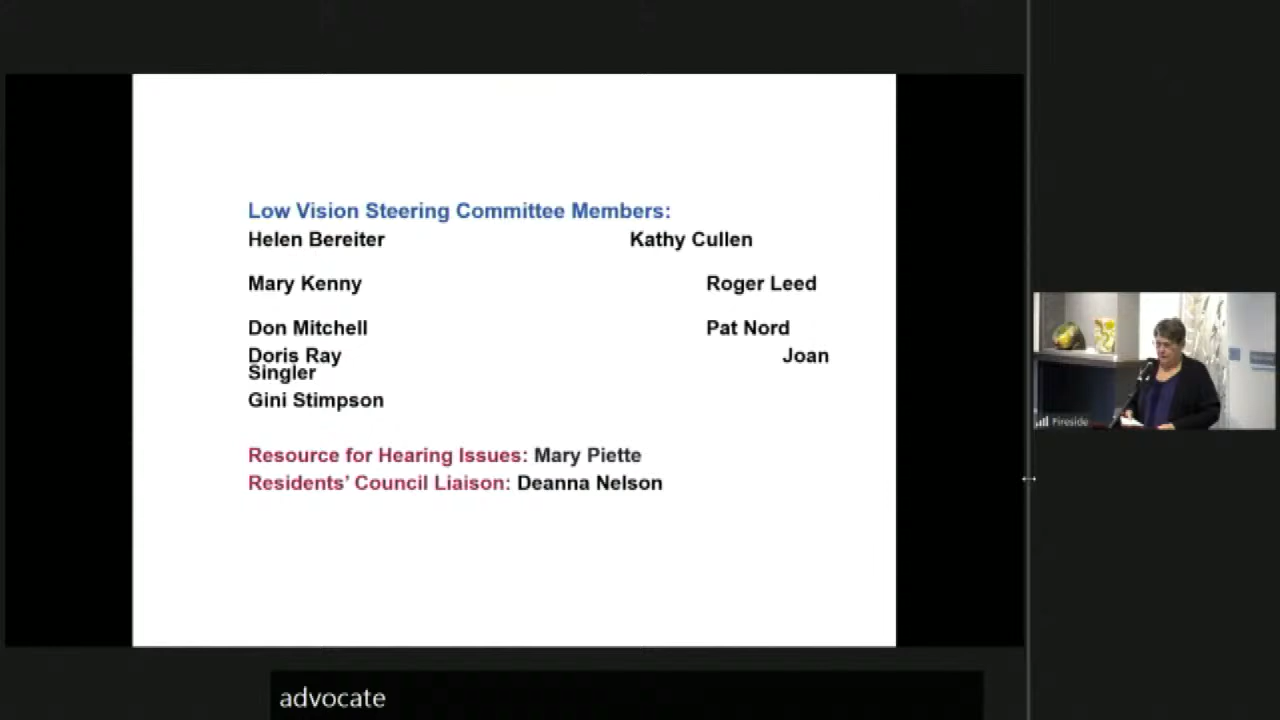 Low Vision Steering Committee Members:
Helen Bereiter Kathy Cullen
Mary Kenny Roger Leed
Don Mitchell Pat Nord
Doris Ray Joan
Singler
Gini Stimpson
Resource for Hearing Issues: Mary Piette
Residents' Council Liaison: Deanna Nelson
Fireside
advocate